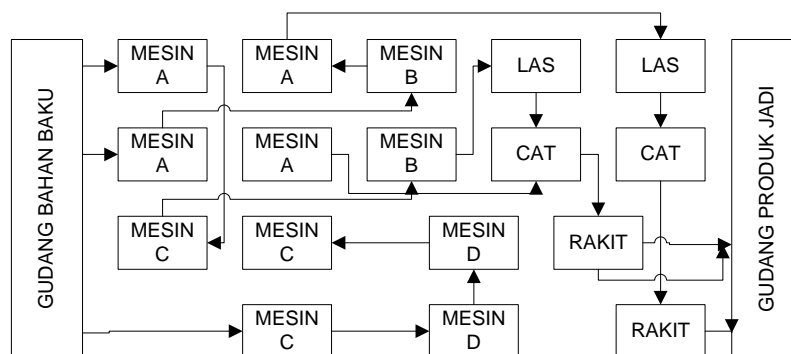 GUDANG BAHAN BAKU
MESIN
A
MESIN
A
MESIN
B
LAS
LAS
MESIN
A
MESIN
A
MESIN
B
CAT
CAT
MESIN
C
MESIN
C
MESIN
D
RAKIT
MESIN
C
MESIN
D
RAKIT
GUDANG PRODUK JADI